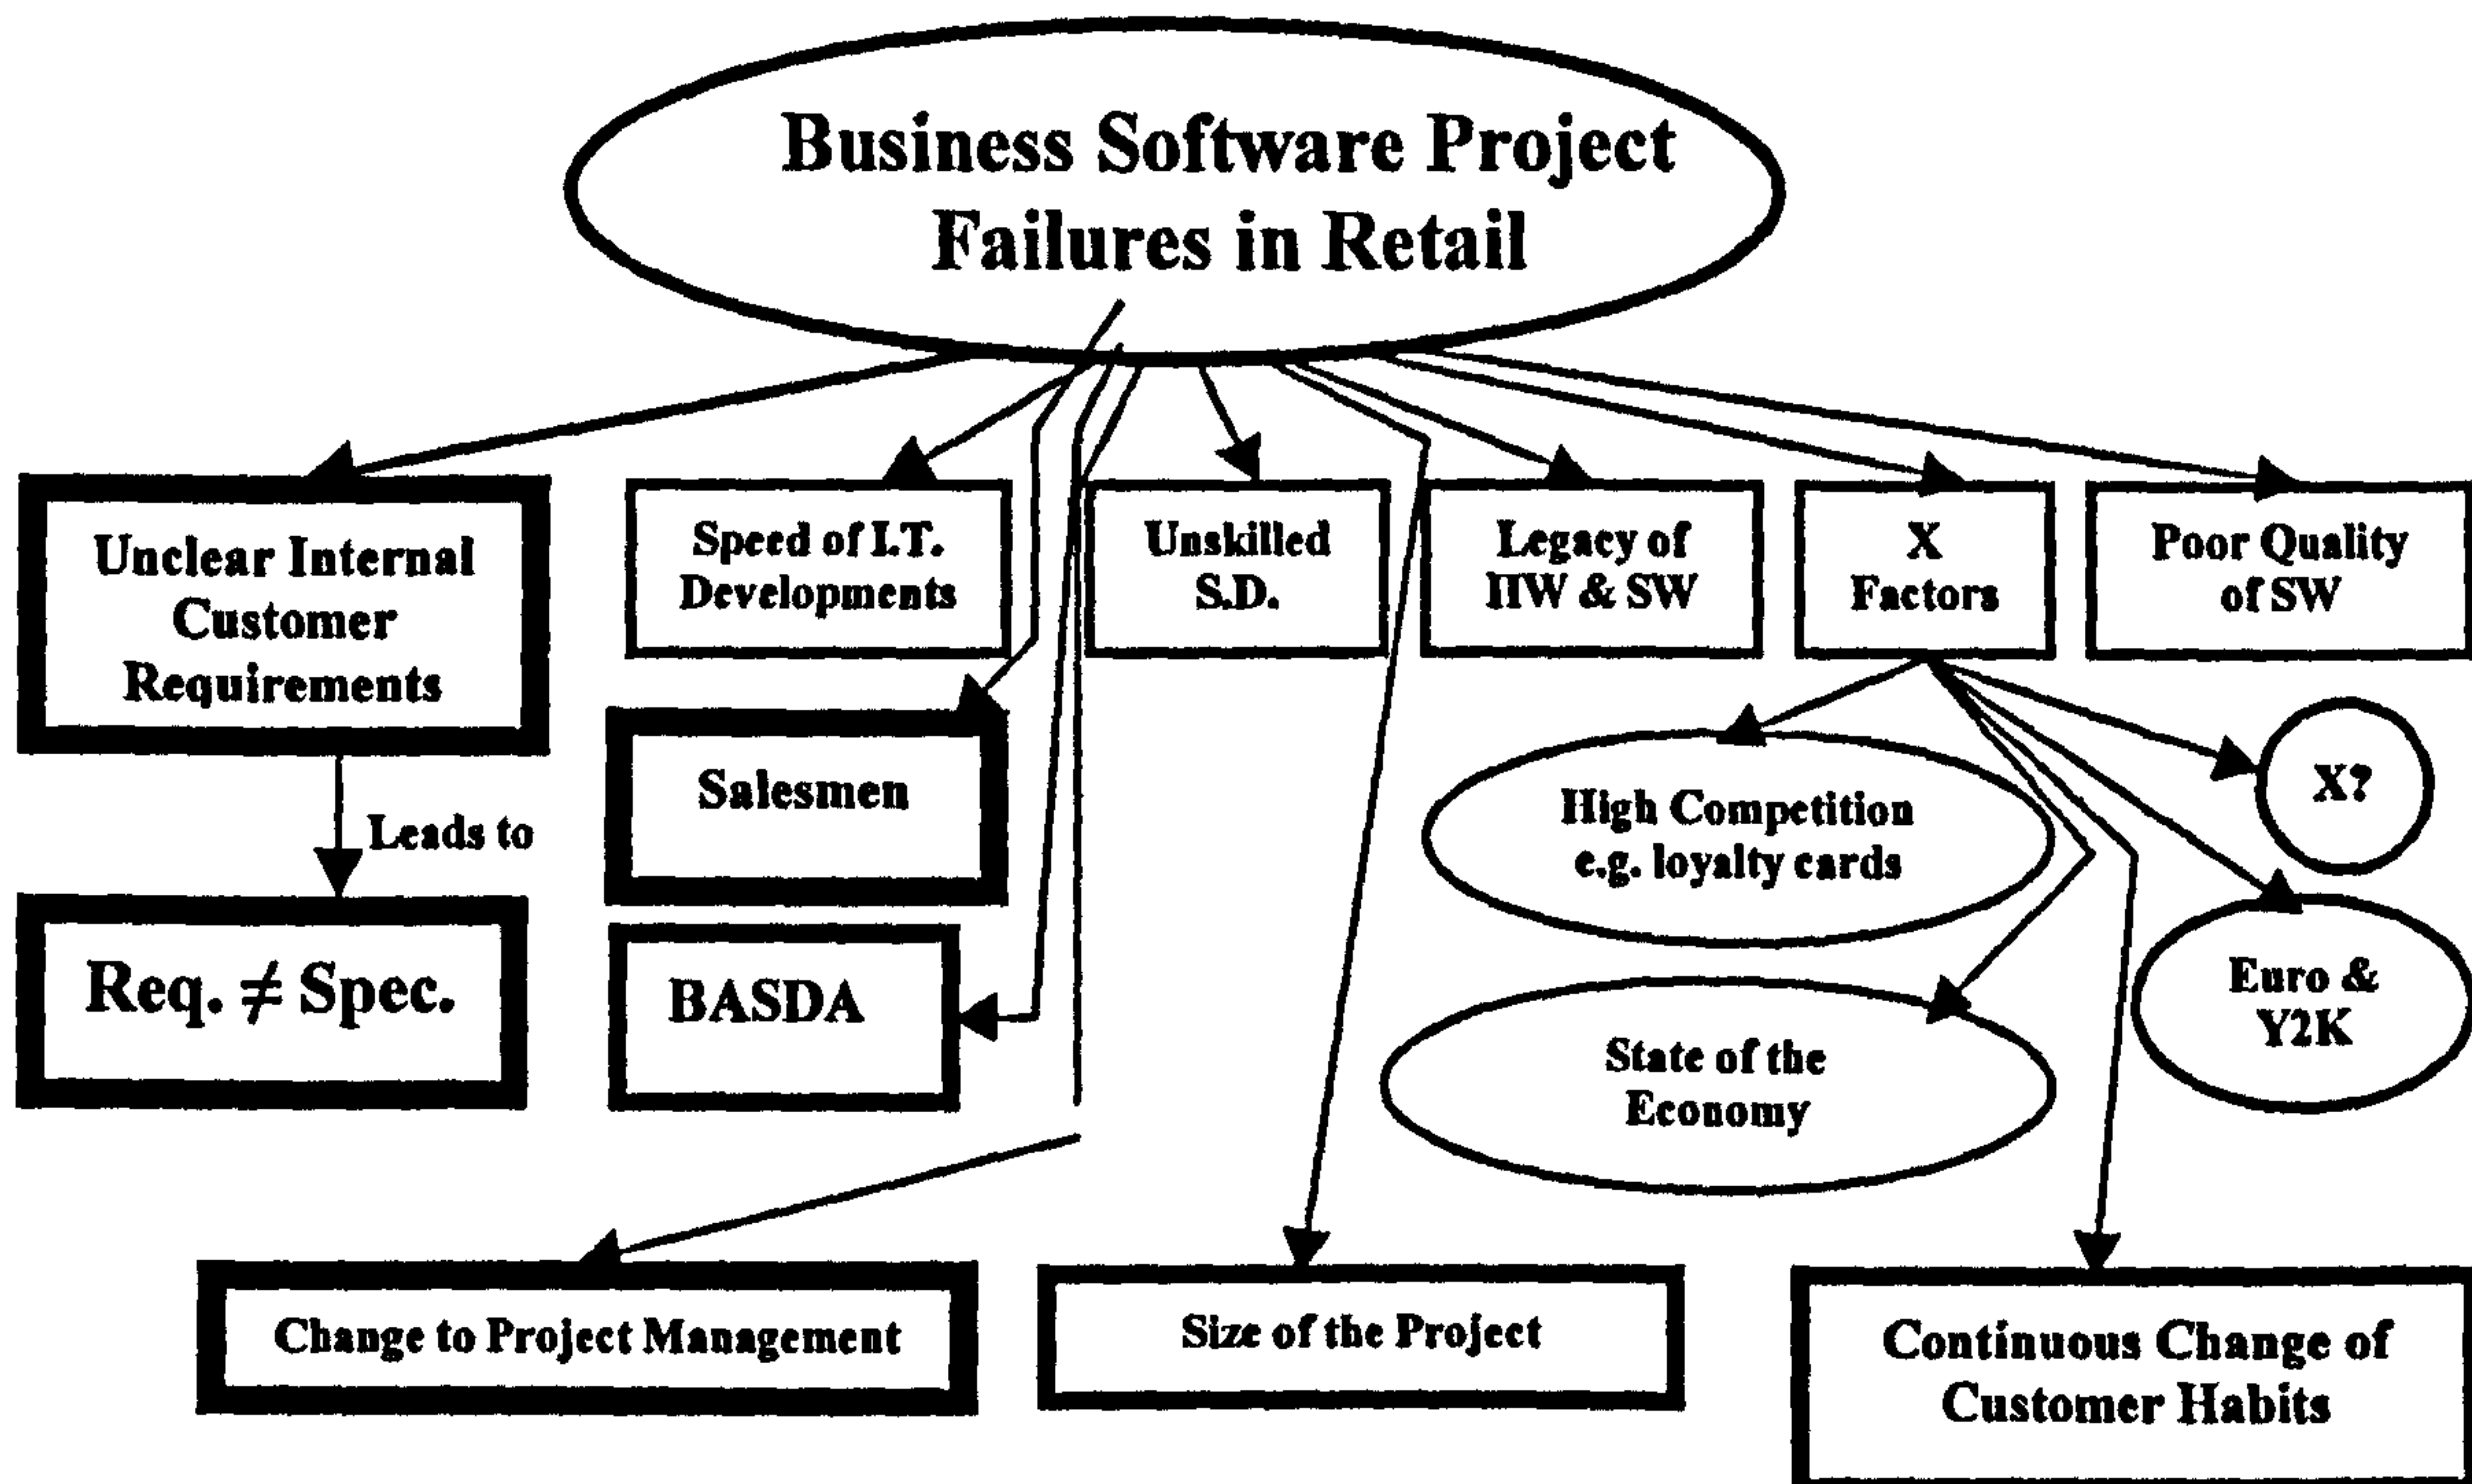 Business Software Project
Failures in Retail
Unclear Internal
Customer
Requirements
Speed of I.T.
Developments
Unskilled
S.D.
Legacy of
HW & SW
X
Factors
Poor Quality
of SW
Leads to
Salesmen
High Competition
e.g. loyalty cards
X?
Req. ≠ Spec.
BASDA
Euro &
Y2K
State of the
Economy
Change to Project Management
Size of the Project
Continuous Change of
Customer Habits